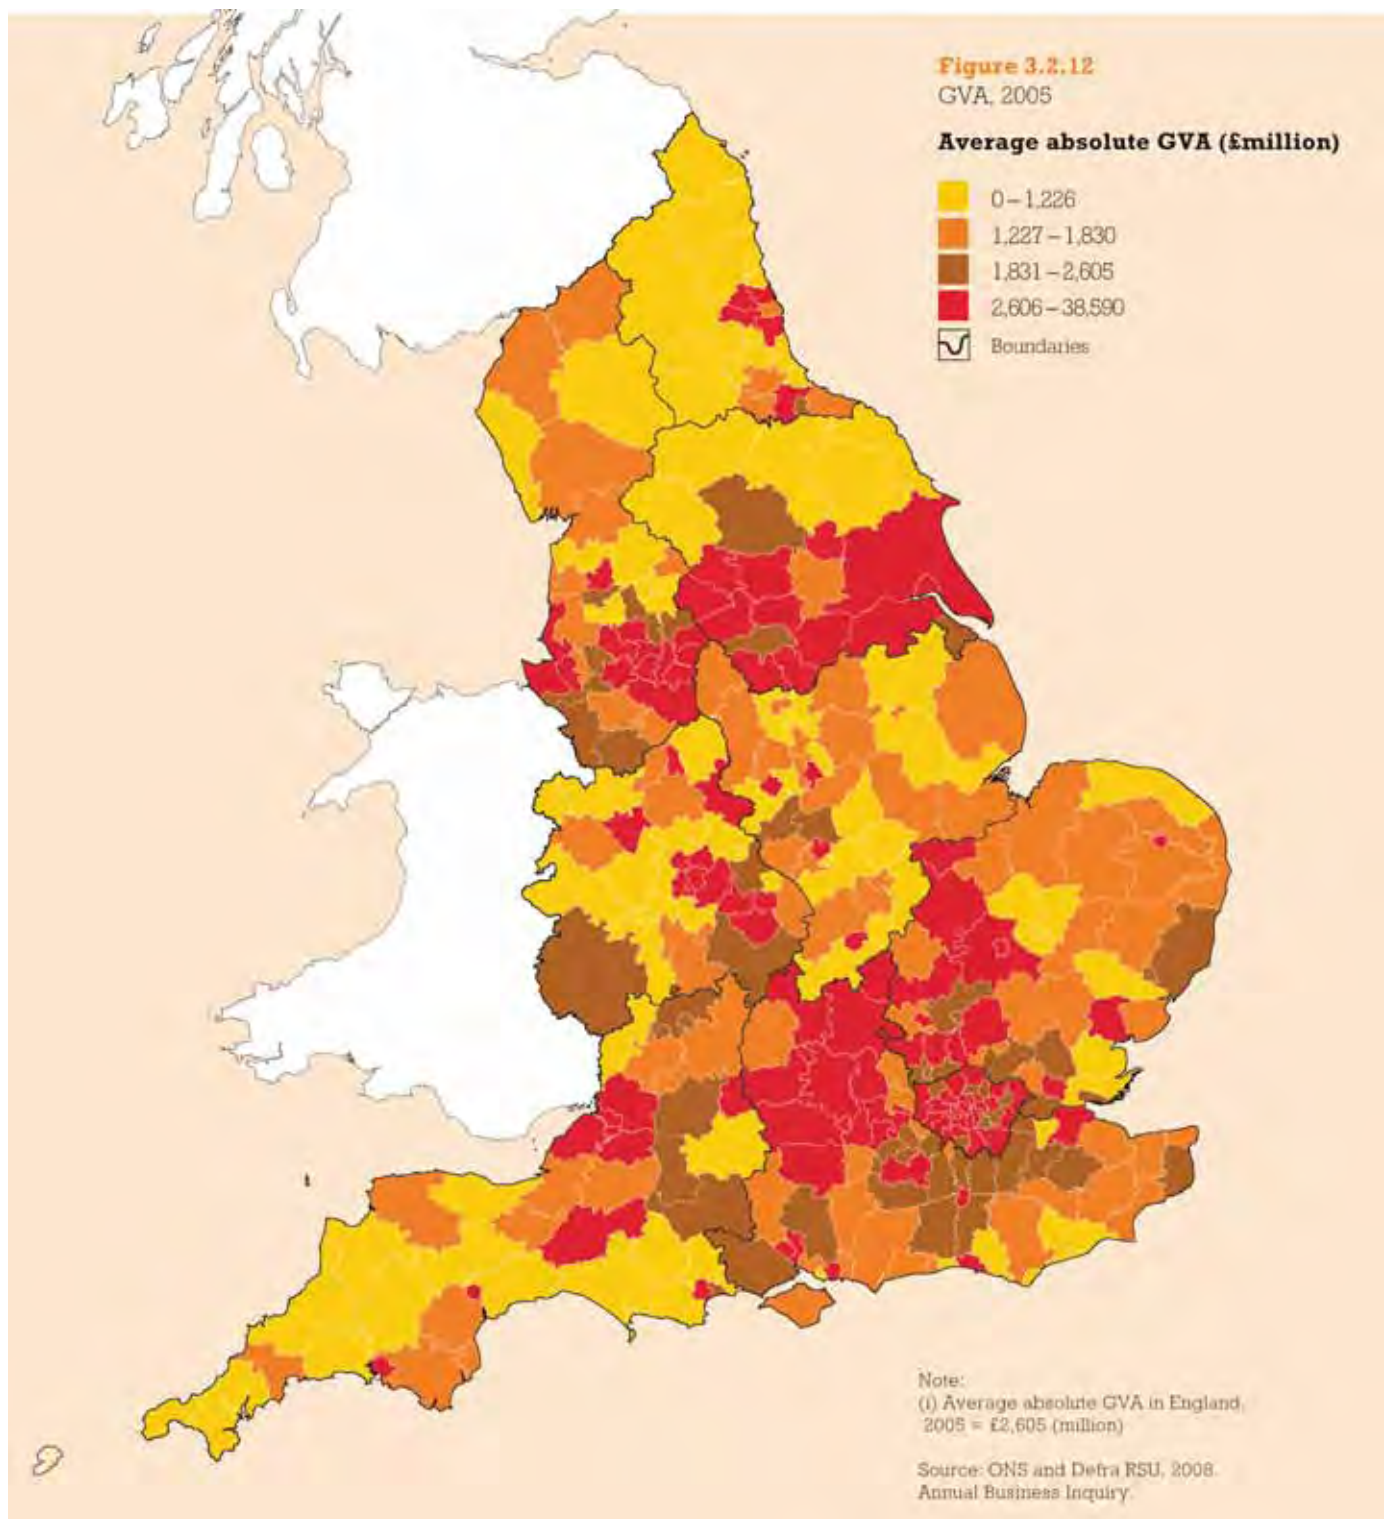 Figure 3.2.12
GVA, 2005
Average absolute GVA (£million)
0–1,226
1,227–1,830
1,831–2,605
2,606–38,590
Boundaries
Note:
(i) Average absolute GVA in England,
2005 = £2,605 (million)
Source: ONS and Defra RSU, 2008.
Annual Business Inquiry.